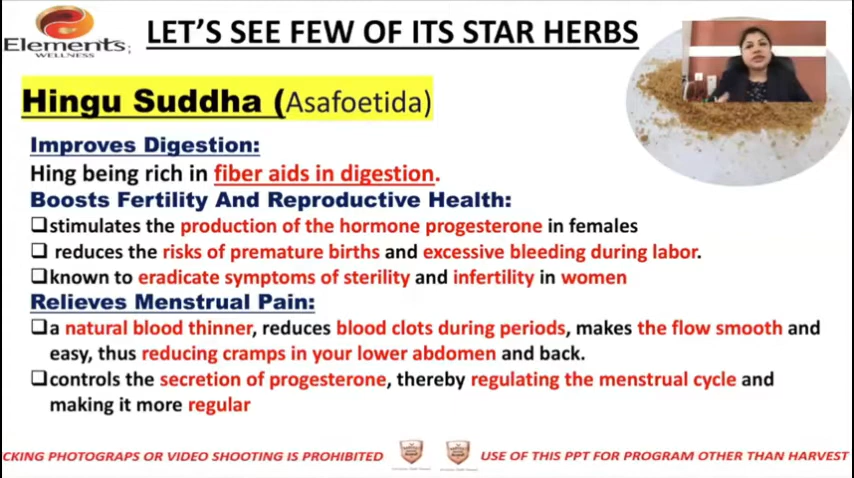 Elements
WELLNESS
LET'S SEE FEW OF ITS STAR HERBS
Hingu Suddha (Asafoetida)
Improves Digestion:
Hing being rich in fiber aids in digestion.
Boosts Fertility And Reproductive Health:
❑stimulates the production of the hormone progesterone in females
❑ reduces the risks of premature births and excessive bleeding during labor.
❑known to eradicate symptoms of sterility and infertility in women
Relieves Menstrual Pain:
❑a natural blood thinner, reduces blood clots during periods, makes the flow smooth and
easy, thus reducing cramps in your lower abdomen and back.
❑controls the secretion of progesterone, thereby regulating the menstrual cycle and
making it more regular
CKING PHOTOGRAPS OR VIDEO SHOOTING IS PROHIBITED
USE OF THIS PPT FOR PROGRAM OTHER THAN HARVEST